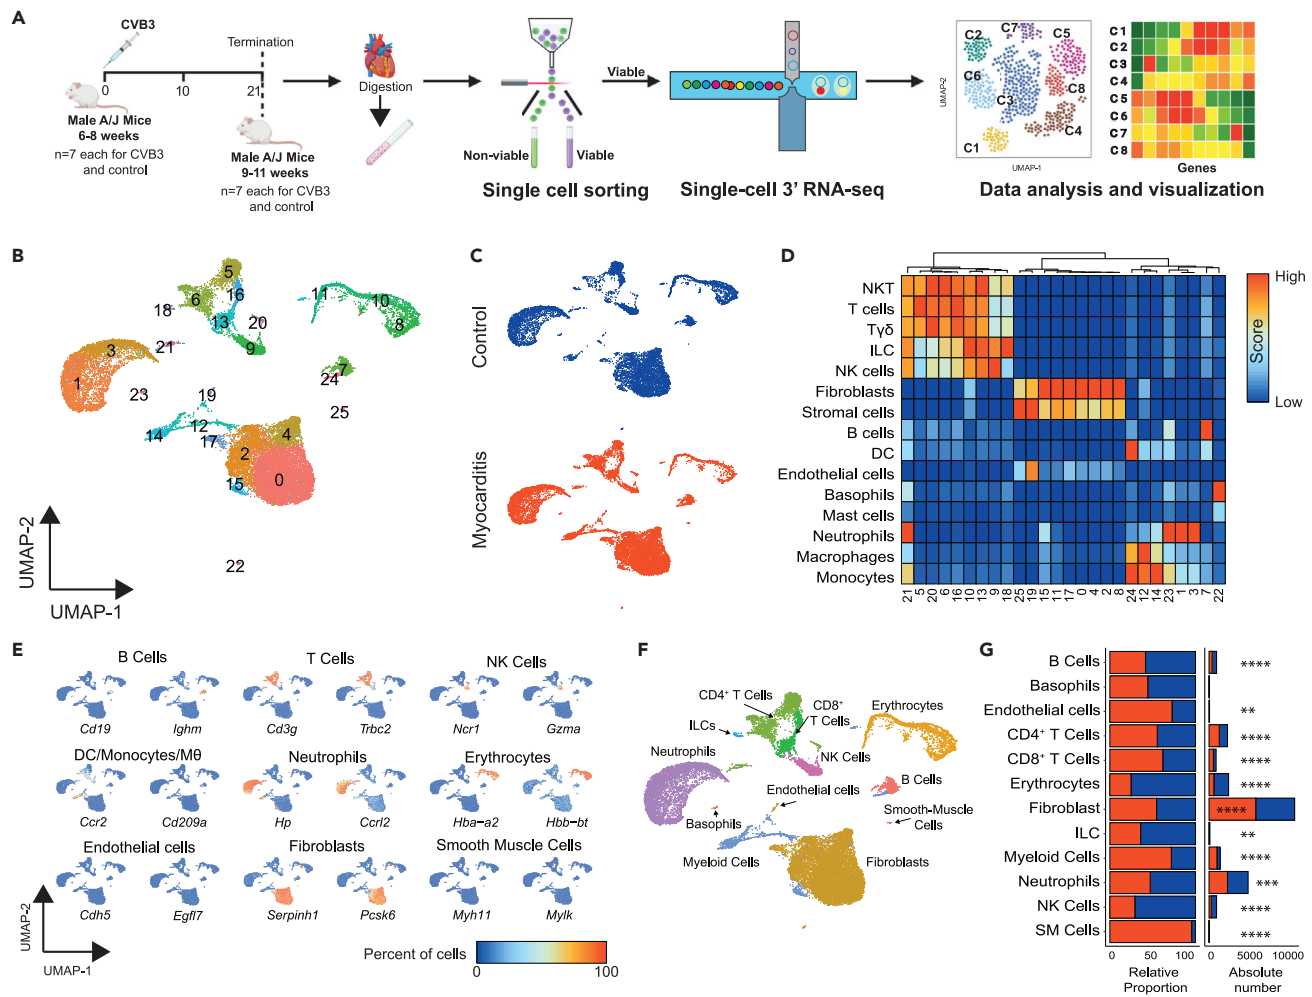 A
CVB3
Termination
0
10
21
Male A/J Mice
6-8 weeks
n=7 each for CVB3
and control
Male A/J Mice
9-11 weeks
n=7 each for CVB3
and control
Digestion
Non-viable
Viable
Single cell sorting
Viable
Single-cell 3' RNA-seq
UMAP-2
C7
C2
C5
C6
C3
C8
C4
C1
UMAP-1
C1
C2
C3
C4
C5
C6
C7
C8
Genes
Data analysis and visualization
B
5
16
6
18
13
20
9
21
3
1
23
19
12
14
17
2
4
0
15
11
10
8
7
24
25
22
UMAP-2
UMAP-1
C
Control
Myocarditis
D
NKT
T cells
Tγδ
ILC
NK cells
Fibroblasts
Stromal cells
B cells
DC
Endothelial cells
Basophils
Mast cells
Neutrophils
Macrophages
Monocytes
21 5 20 6 16 10 13 9 18 25 19 15 11 17 0 4 2 8 24 12 14 23 1 3 7 22
High
Score
Low
E
B Cells
T Cells
NK Cells
Cd19
Ighm
Cd3g
Trbc2
Ncr1
Gzma
DC/Monocytes/Mθ
Neutrophils
Erythrocytes
Ccr2
Cd209a
Hp
Ccrl2
Hba-a2
Hbb-bt
Endothelial cells
Fibroblasts
Smooth Muscle Cells
Cdh5
Egfl7
Serpinh1
Pcsk6
Myh11
Mylk
UMAP-2
UMAP-1
Percent of cells
0
100
F
CD4+ T Cells
CD8+
T Cells
ILCs
Erythrocytes
Neutrophils
NK Cells
B Cells
Endothelial cells
Smooth-Muscle
Cells
Basophils
Myeloid Cells
Fibroblasts
G
B Cells ****
Basophils
Endothelial cells **
CD4+ T Cells ****
CD8+ T Cells ****
Erythrocytes ****
Fibroblast ****
ILC **
Myeloid Cells ****
Neutrophils ***
NK Cells ****
SM Cells ****
0 50 100
0 5000 10000
Relative
Proportion
Absolute
number